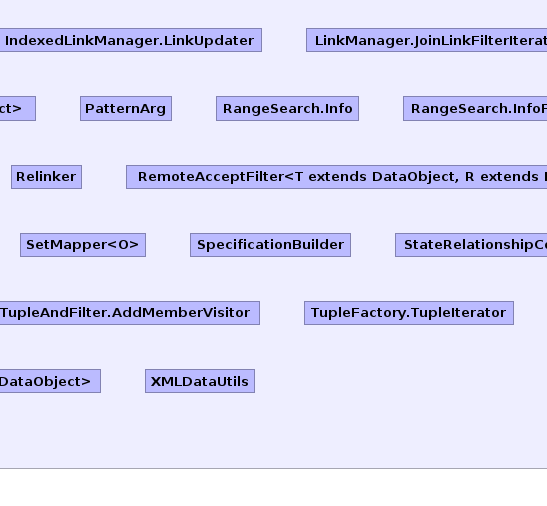 IndexedLinkManager.LinkUpdater LinkManager.JoinLinkFilterIterat
ct> PatternArg RangeSearch.Info RangeSearch.InfoF
Relinker RemoteAcceptFilter<T extends DataObject, R extends
SetMapper<O> SpecificationBuilder StateRelationshipCo
TupleAndFilter.AddMemberVisitor TupleFactory.TupleIterator
DataObject> XMLDataUtils